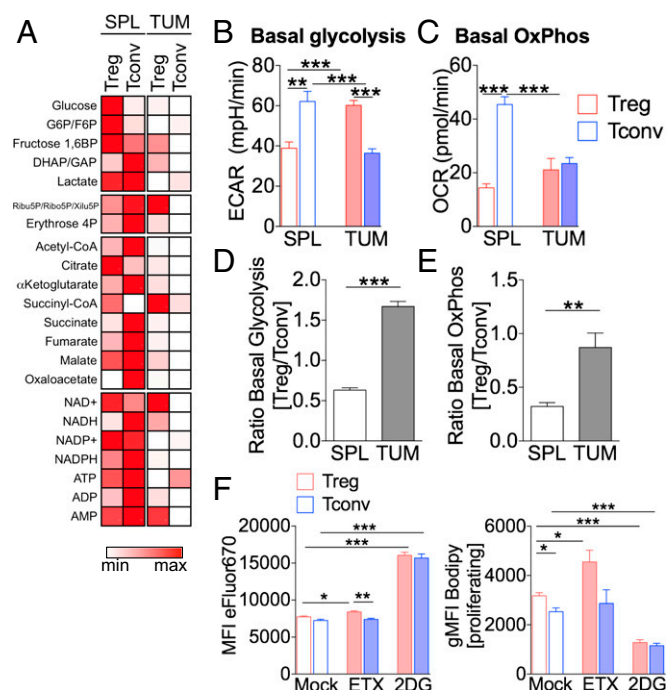 A
SPL TUM
Treg Tconv Treg Tconv
Glucose
G6P/F6P
Fructose 1,6BP
DHAP/GAP
Lactate
Ribu5P/Ribo5P/Xilu5P
Erythrose 4P
Acetyl-CoA
Citrate
αKetoglutarate
Succinyl-CoA
Succinate
Fumarate
Malate
Oxaloacetate
NAD+
NADH
NADP+
NADPH
ATP
ADP
AMP
min max
B Basal glycolysis
ECAR (mpH/min)
80
60
40
20
0
***
** ***
***
SPL TUM
C Basal OxPhos
OCR (pmol/min)
80
60
40
20
0
*** ***
SPL TUM
Treg
Tconv
D
Ratio Basal Glycolysis
[Treg/Tconv]
2.0
1.5
1.0
0.5
0.0
***
SPL TUM
E
Ratio Basal OxPhos
[Treg/Tconv]
1.5
1.0
0.5
0.0
**
SPL TUM
F
Treg
Tconv
MFI eFluor670
20000
15000
10000
5000
0
***
***
* **
Mock ETX 2DG
gMFI Bodipy
[proliferating]
6000
4000
2000
0
***
***
*
*
Mock ETX 2DG